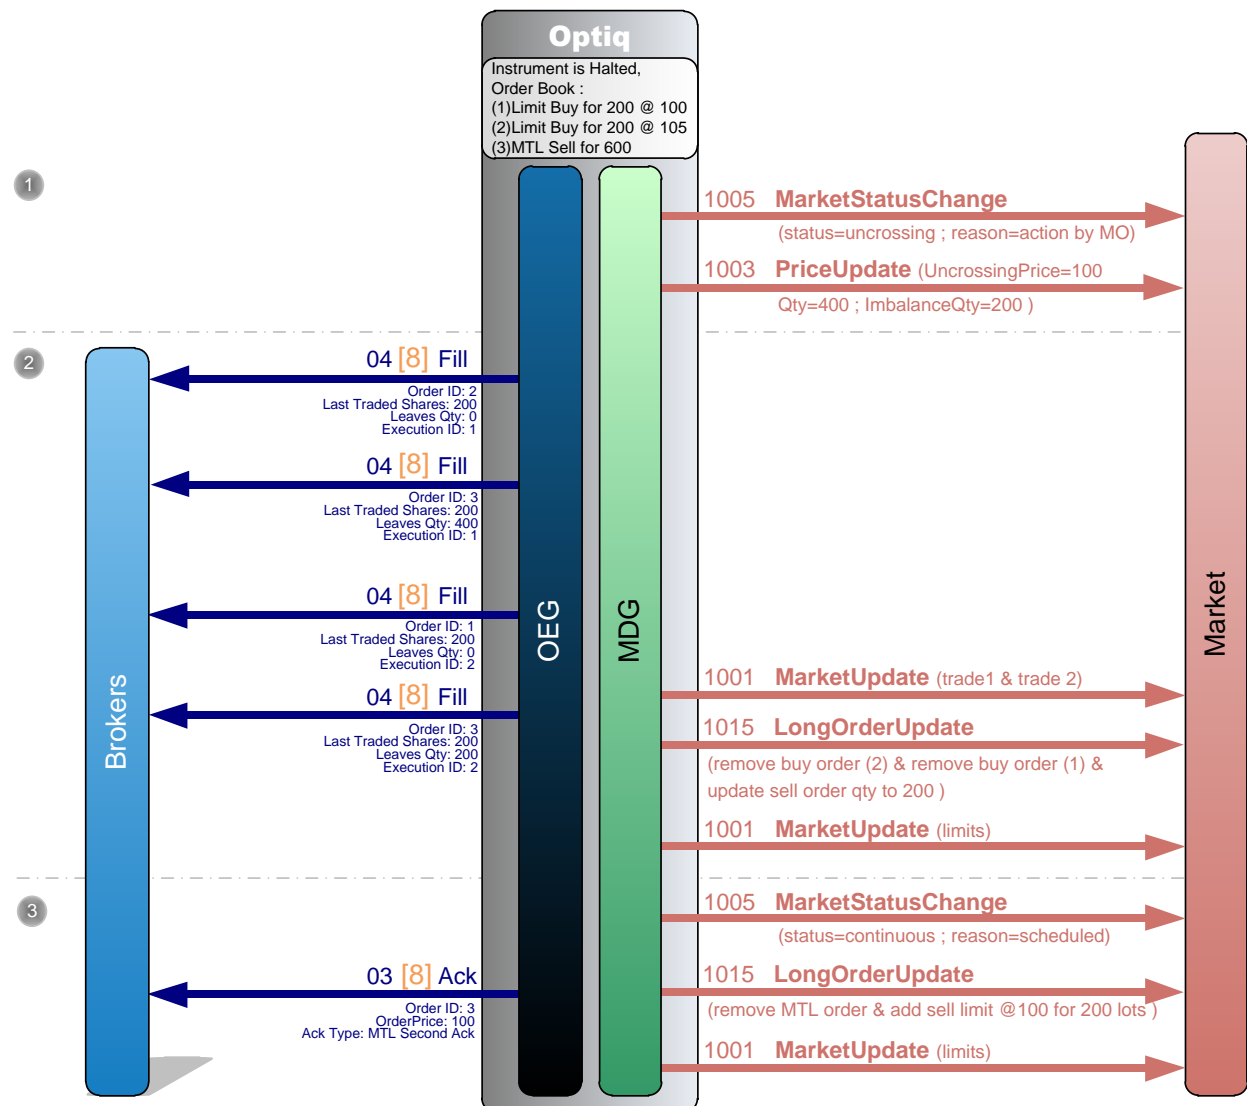 Optiq
Instrument is Halted,
Order Book :
(1)Limit Buy for 200 @ 100
(2)Limit Buy for 200 @ 105
(3)MTL Sell for 600
1
1005 MarketStatusChange
(status=uncrossing ; reason=action by MO)
1003 PriceUpdate (UncrossingPrice=100
Qty=400 ; ImbalanceQty=200 )
2
04 [8] Fill
Order ID: 2
Last Traded Shares: 200
Leaves Qty: 0
Execution ID: 1
04 [8] Fill
Order ID: 3
Last Traded Shares: 200
Leaves Qty: 400
Execution ID: 1
04 [8] Fill
Order ID: 1
Last Traded Shares: 200
Leaves Qty: 0
Execution ID: 2
04 [8] Fill
Order ID: 3
Last Traded Shares: 200
Leaves Qty: 200
Execution ID: 2
Brokers
OEG
MDG
Market
1001 MarketUpdate (trade1 & trade 2)
1015 LongOrderUpdate
(remove buy order (2) & remove buy order (1) &
update sell order qty to 200 )
1001 MarketUpdate (limits)
3
1005 MarketStatusChange
(status=continuous ; reason=scheduled)
03 [8] Ack
Order ID: 3
OrderPrice: 100
Ack Type: MTL Second Ack
1015 LongOrderUpdate
(remove MTL order & add sell limit @100 for 200 lots )
1001 MarketUpdate (limits)